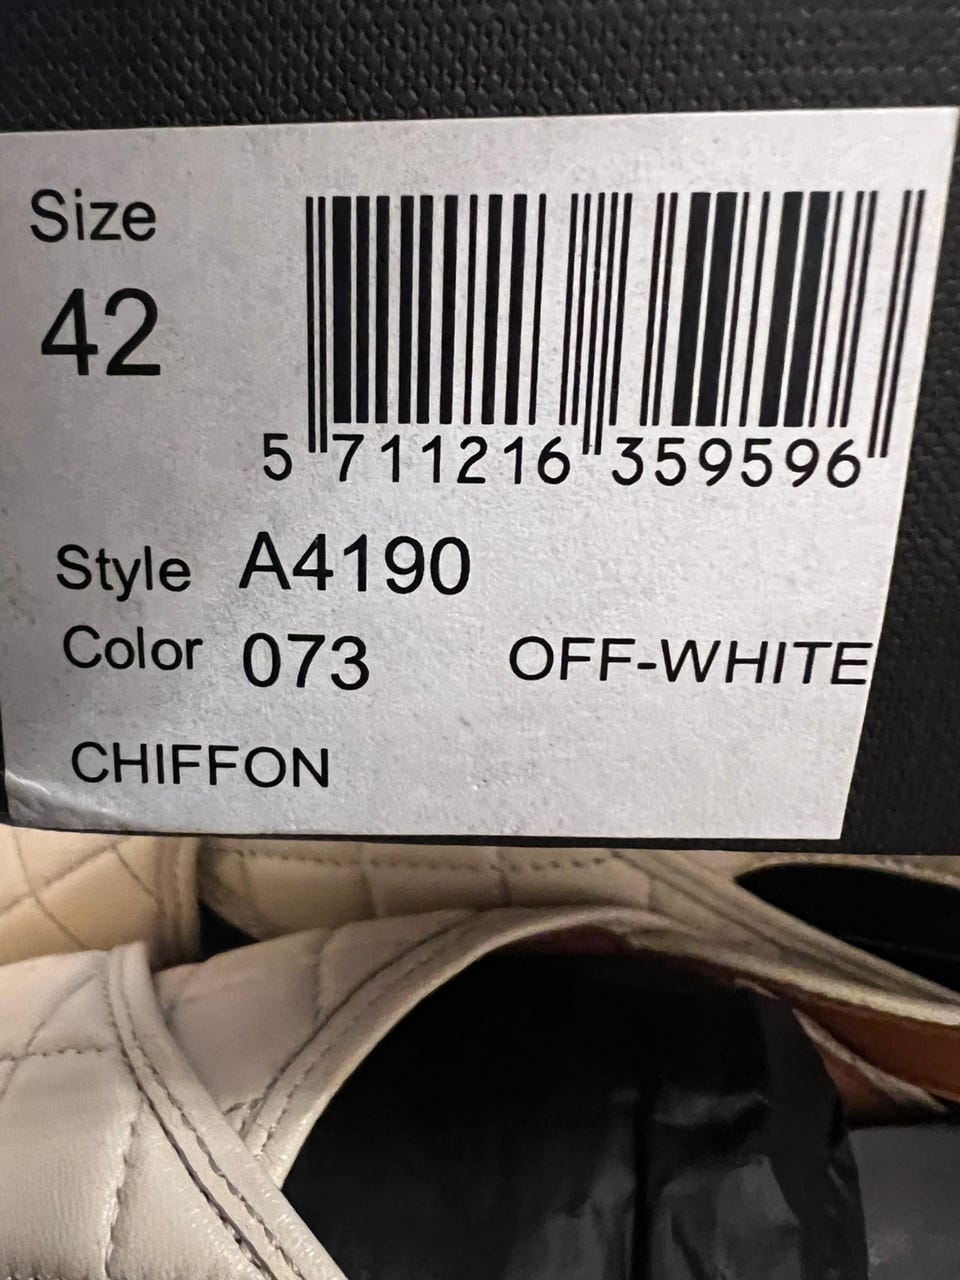 Size
42
5 711216 359596
Style A4190
Color 073 OFF-WHITE
CHIFFON